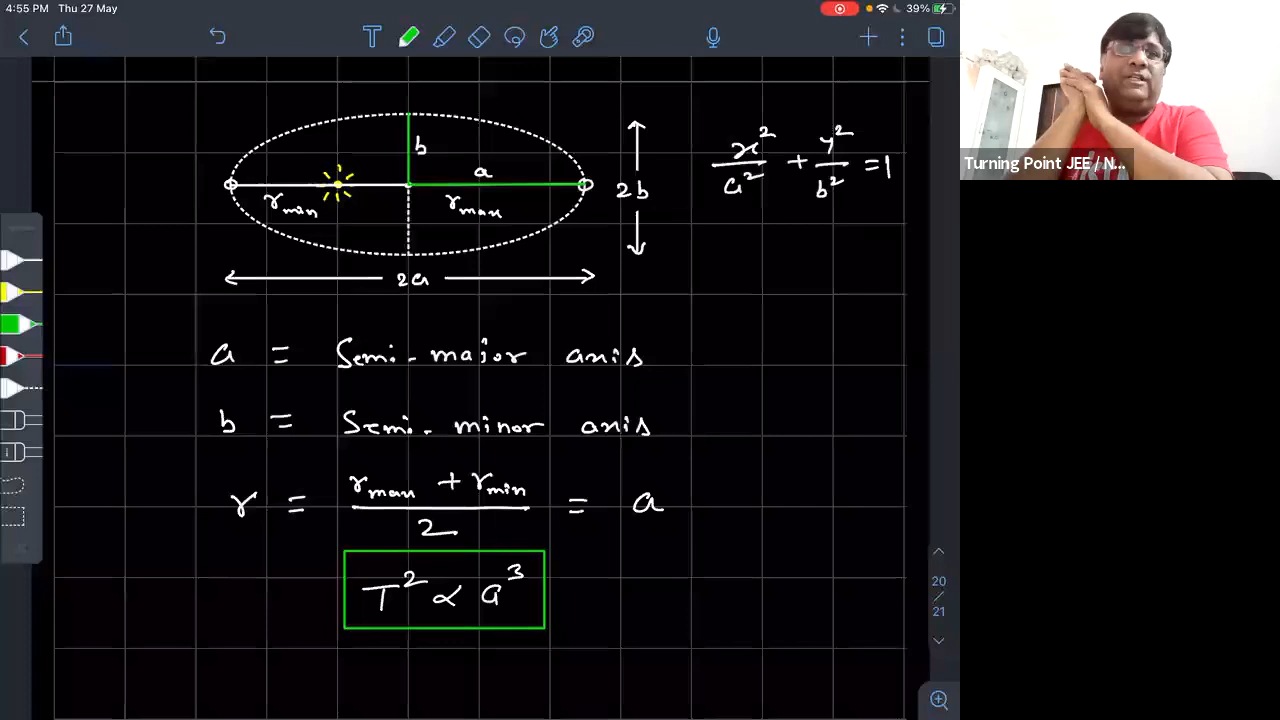 4:55 PM Thu 27 May
39%
T
b
a
r_min
r_max
2b
2a
x²/a² + y²/b² = 1
Turning Point JEE / N...
a = Semi-major axis
b = Semi-minor axis
r = (r_max + r_min)/2 = a
T² ∝ a³
20
/
21